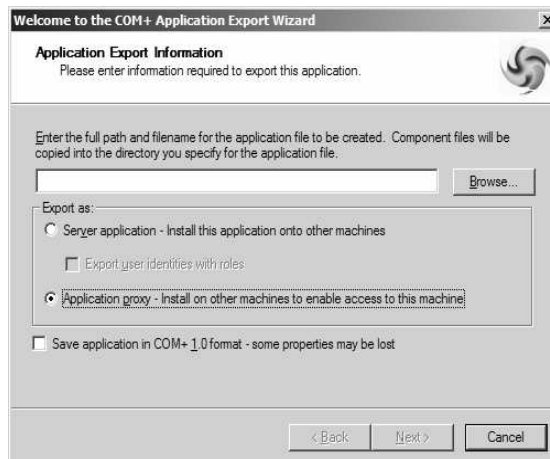 Welcome to the COM+ Application Export Wizard
Application Export Information
Please enter information required to export this application.
Enter the full path and filename for the application file to be created. Component files will be
copied into the directory you specify for the application file.
Browse...
Export as:
Server application - Install this application onto other machines
Export user identities with roles
Application proxy - Install on other machines to enable access to this machine
Save application in COM+ 1.0 format - some properties may be lost
< Back
Next >
Cancel